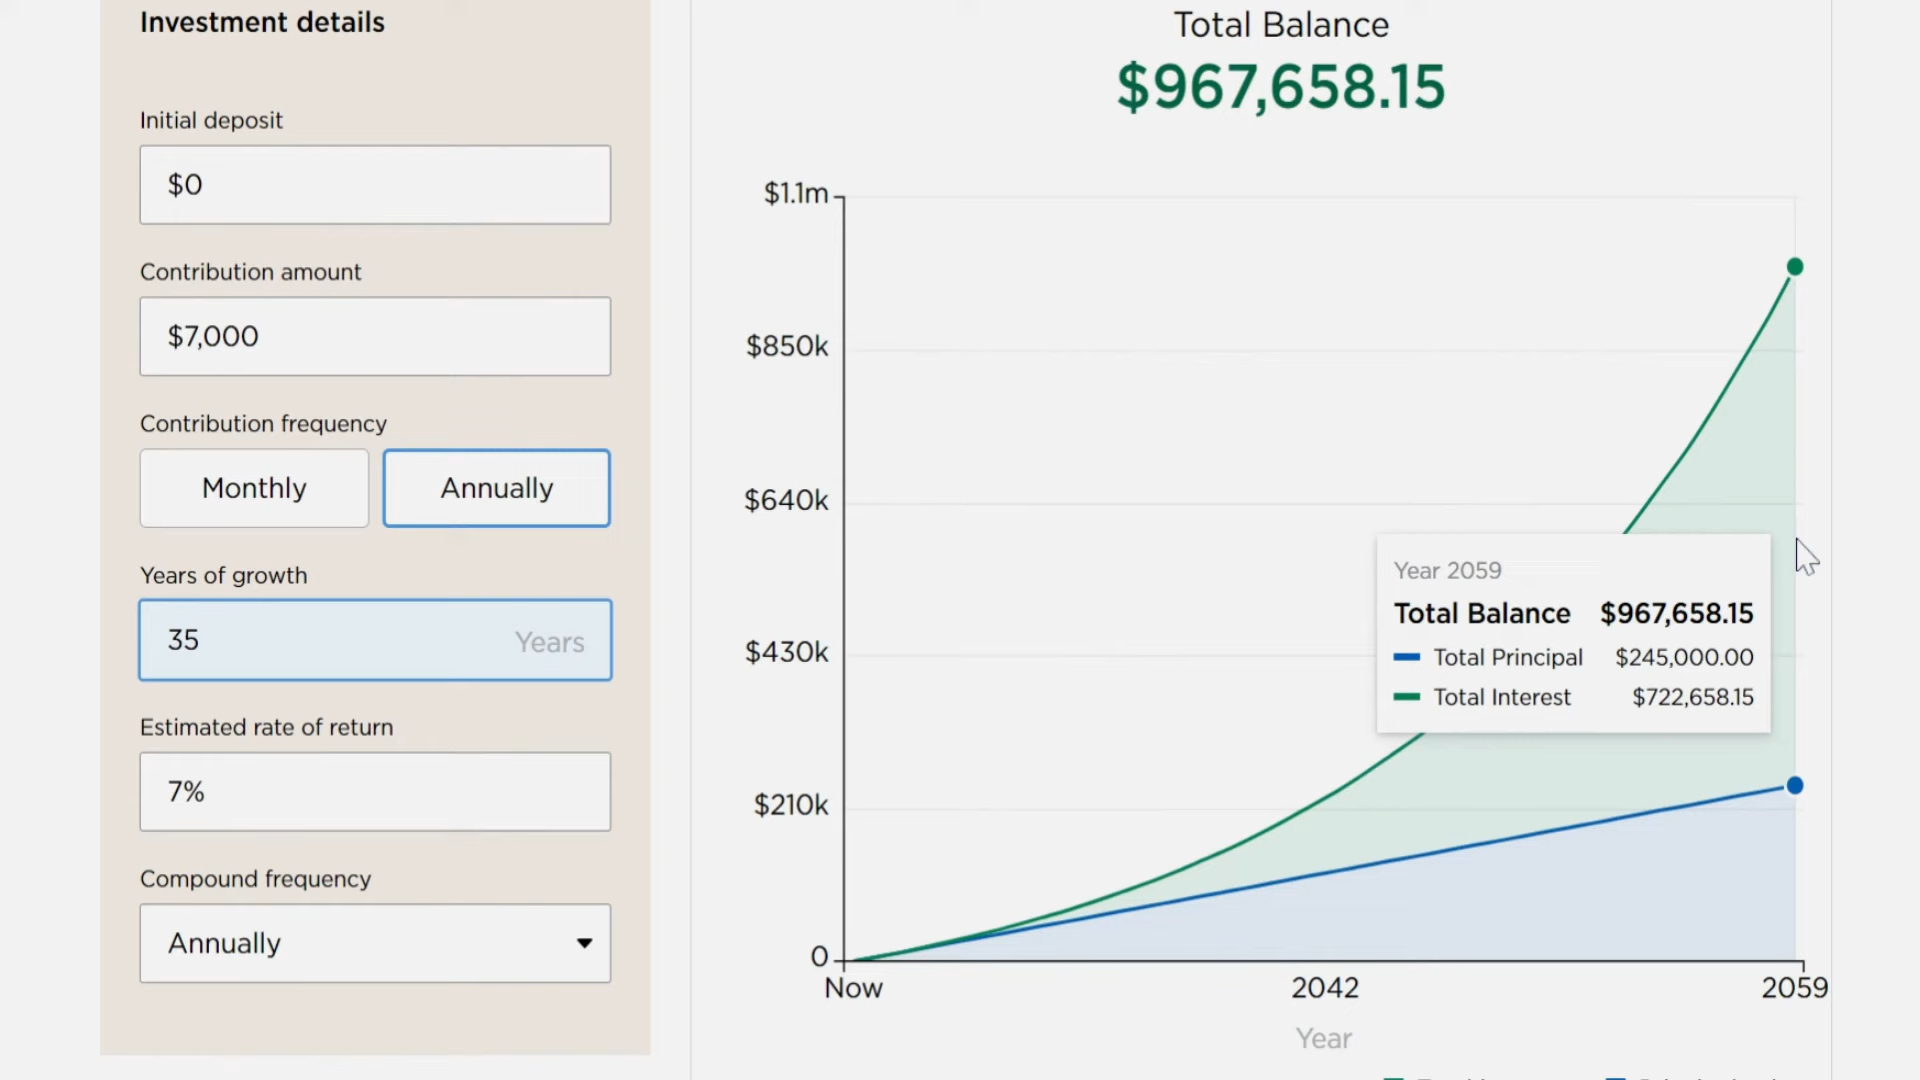 Investment details
Initial deposit
$0
Contribution amount
$7,000
Contribution frequency
Monthly Annually
Years of growth
35 Years
Estimated rate of return
7%
Compound frequency
Annually
Total Balance
$967,658.15
$1.1m
$850k
$640k
$430k
$210k
0
Year 2059
Total Balance $967,658.15
Total Principal $245,000.00
Total Interest $722,658.15
Now 2042 2059
Year